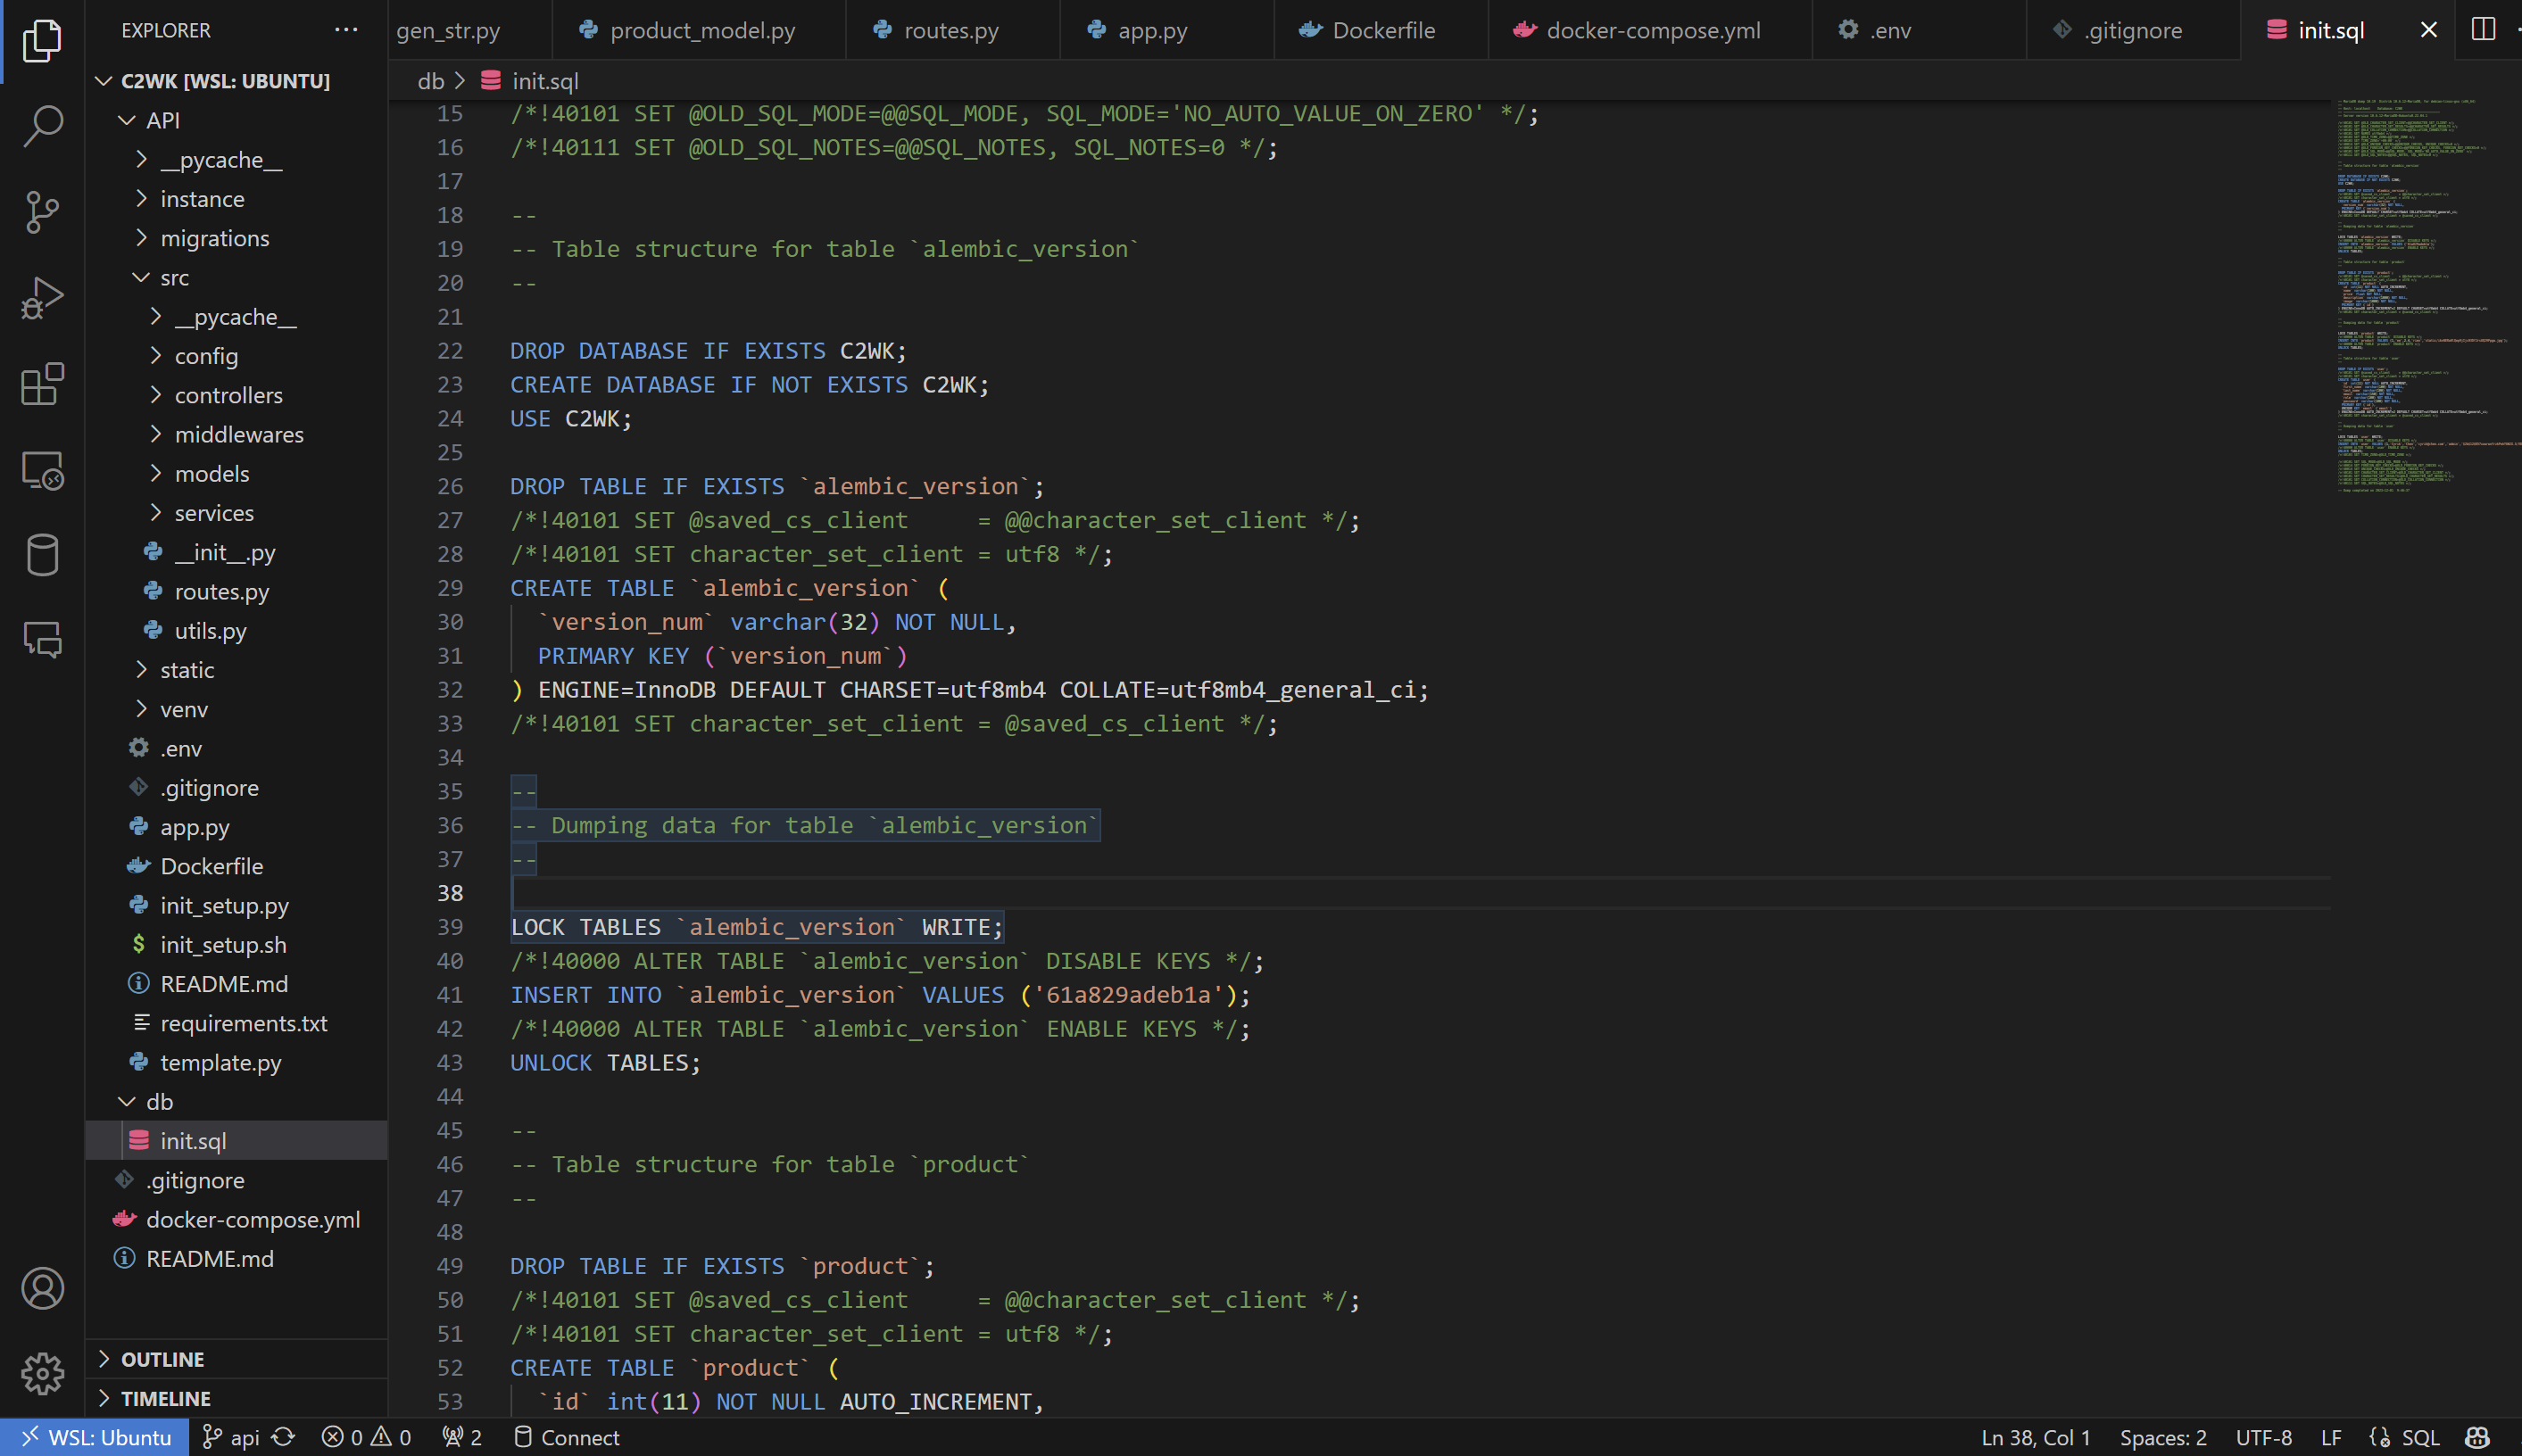 EXPLORER
C2WK [WSL: UBUNTU]
API
__pycache__
instance
migrations
src
__pycache__
config
controllers
middlewares
models
services
__init__.py
routes.py
utils.py
static
venv
.env
.gitignore
app.py
Dockerfile
init_setup.py
init_setup.sh
README.md
requirements.txt
template.py
db
init.sql
.gitignore
docker-compose.yml
README.md
OUTLINE
TIMELINE
gen_str.py product_model.py routes.py app.py Dockerfile docker-compose.yml .env .gitignore init.sql
db > init.sql
15 /*!40101 SET @OLD_SQL_MODE=@@SQL_MODE, SQL_MODE='NO_AUTO_VALUE_ON_ZERO' */;
16 /*!40111 SET @OLD_SQL_NOTES=@@SQL_NOTES, SQL_NOTES=0 */;
17
18 --
19 -- Table structure for table `alembic_version`
20 --
21
22 DROP DATABASE IF EXISTS C2WK;
23 CREATE DATABASE IF NOT EXISTS C2WK;
24 USE C2WK;
25
26 DROP TABLE IF EXISTS `alembic_version`;
27 /*!40101 SET @saved_cs_client     = @@character_set_client */;
28 /*!40101 SET character_set_client = utf8 */;
29 CREATE TABLE `alembic_version` (
30   `version_num` varchar(32) NOT NULL,
31   PRIMARY KEY (`version_num`)
32 ) ENGINE=InnoDB DEFAULT CHARSET=utf8mb4 COLLATE=utf8mb4_general_ci;
33 /*!40101 SET character_set_client = @saved_cs_client */;
34
35 --
36 -- Dumping data for table `alembic_version`
37 --
38
39 LOCK TABLES `alembic_version` WRITE;
40 /*!40000 ALTER TABLE `alembic_version` DISABLE KEYS */;
41 INSERT INTO `alembic_version` VALUES ('61a829adeb1a');
42 /*!40000 ALTER TABLE `alembic_version` ENABLE KEYS */;
43 UNLOCK TABLES;
44
45 --
46 -- Table structure for table `product`
47 --
48
49 DROP TABLE IF EXISTS `product`;
50 /*!40101 SET @saved_cs_client     = @@character_set_client */;
51 /*!40101 SET character_set_client = utf8 */;
52 CREATE TABLE `product` (
53   `id` int(11) NOT NULL AUTO_INCREMENT,
WSL: Ubuntu api 0 0 2 Connect Ln 38, Col 1 Spaces: 2 UTF-8 LF SQL